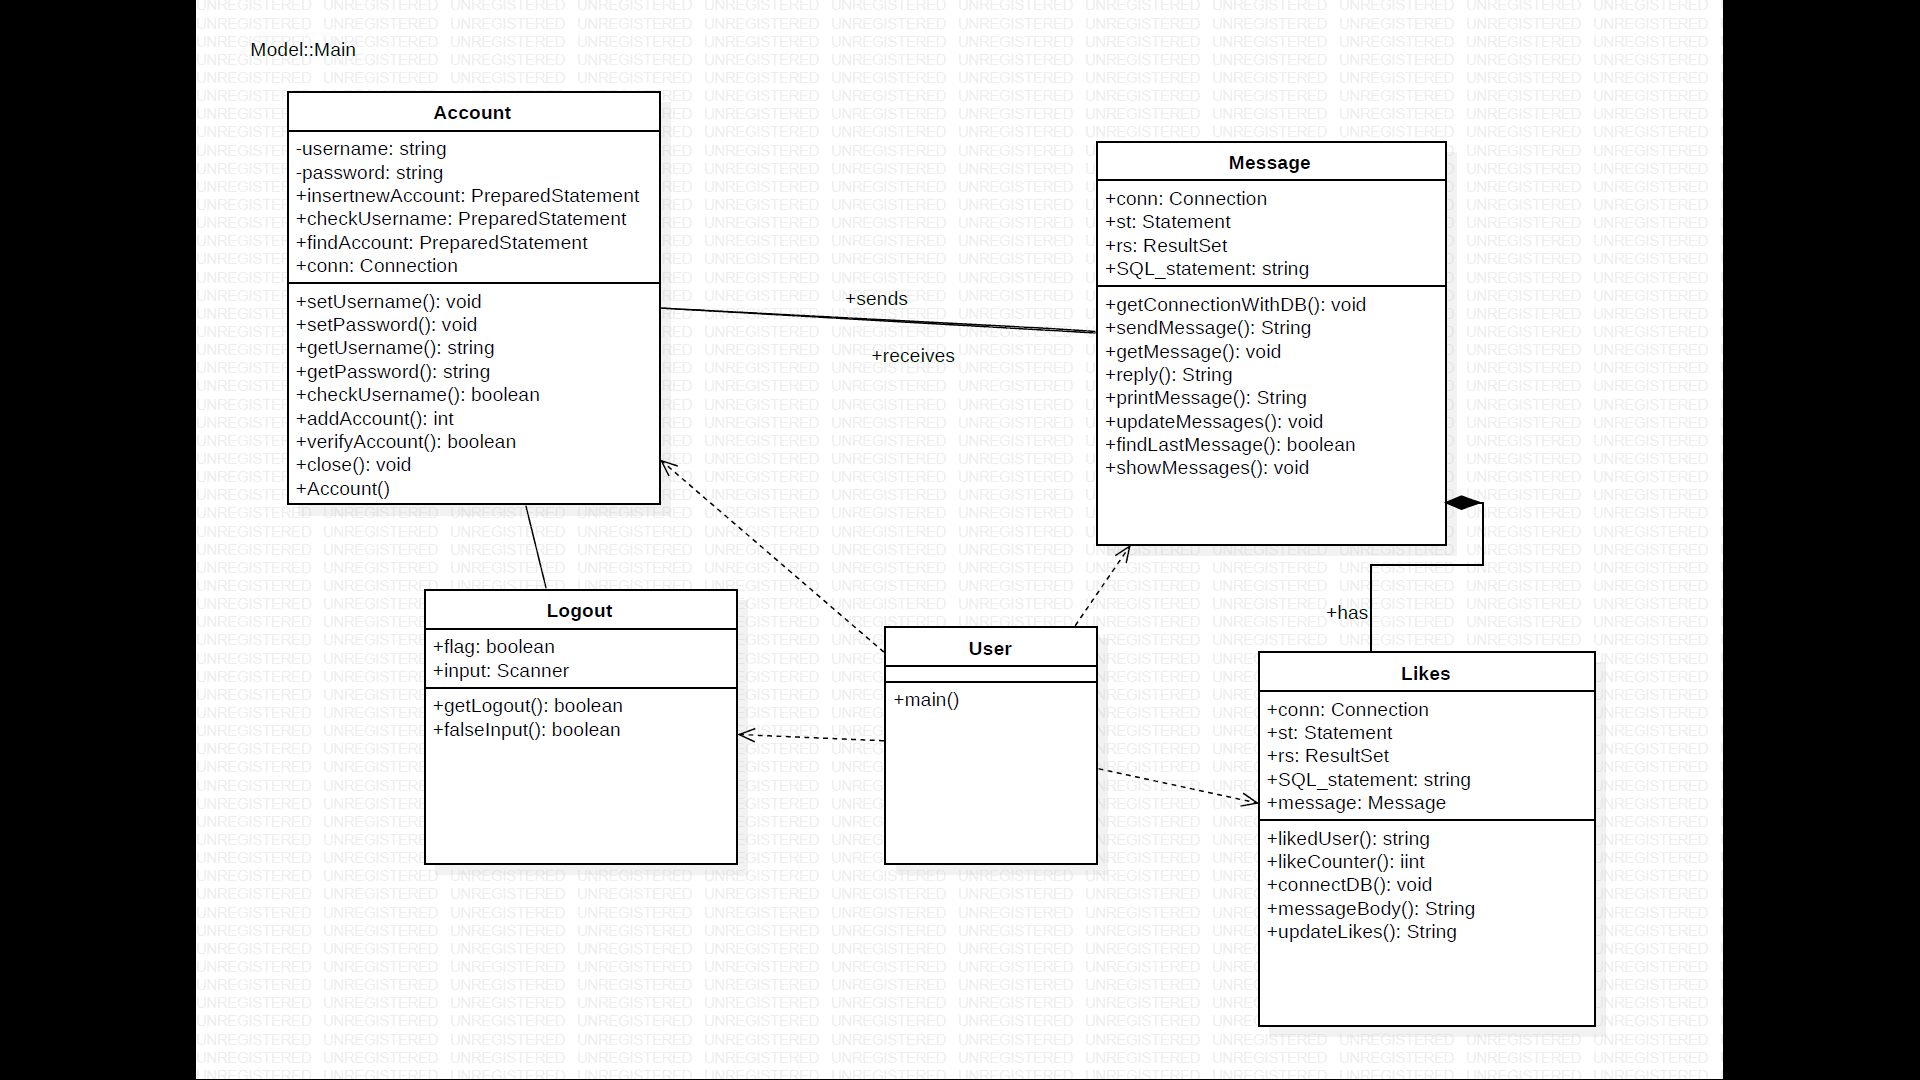 Model::Main
Account
-username: string
-password: string
+insertnewAccount: PreparedStatement
+checkUsername: PreparedStatement
+findAccount: PreparedStatement
+conn: Connection
+setUsername(): void
+setPassword(): void
+getUsername(): string
+getPassword(): string
+checkUsername(): boolean
+addAccount(): int
+verifyAccount(): boolean
+close(): void
+Account()
+sends
+receives
Message
+conn: Connection
+st: Statement
+rs: ResultSet
+SQL_statement: string
+getConnectionWithDB(): void
+sendMessage(): String
+getMessage(): void
+reply(): String
+printMessage(): String
+updateMessages(): void
+findLastMessage(): boolean
+showMessages(): void
Logout
+flag: boolean
+input: Scanner
+getLogout(): boolean
+falseInput(): boolean
User
+main()
+has
Likes
+conn: Connection
+st: Statement
+rs: ResultSet
+SQL_statement: string
+message: Message
+likedUser(): string
+likeCounter(): iint
+connectDB(): void
+messageBody(): String
+updateLikes(): String
UNREGISTERED